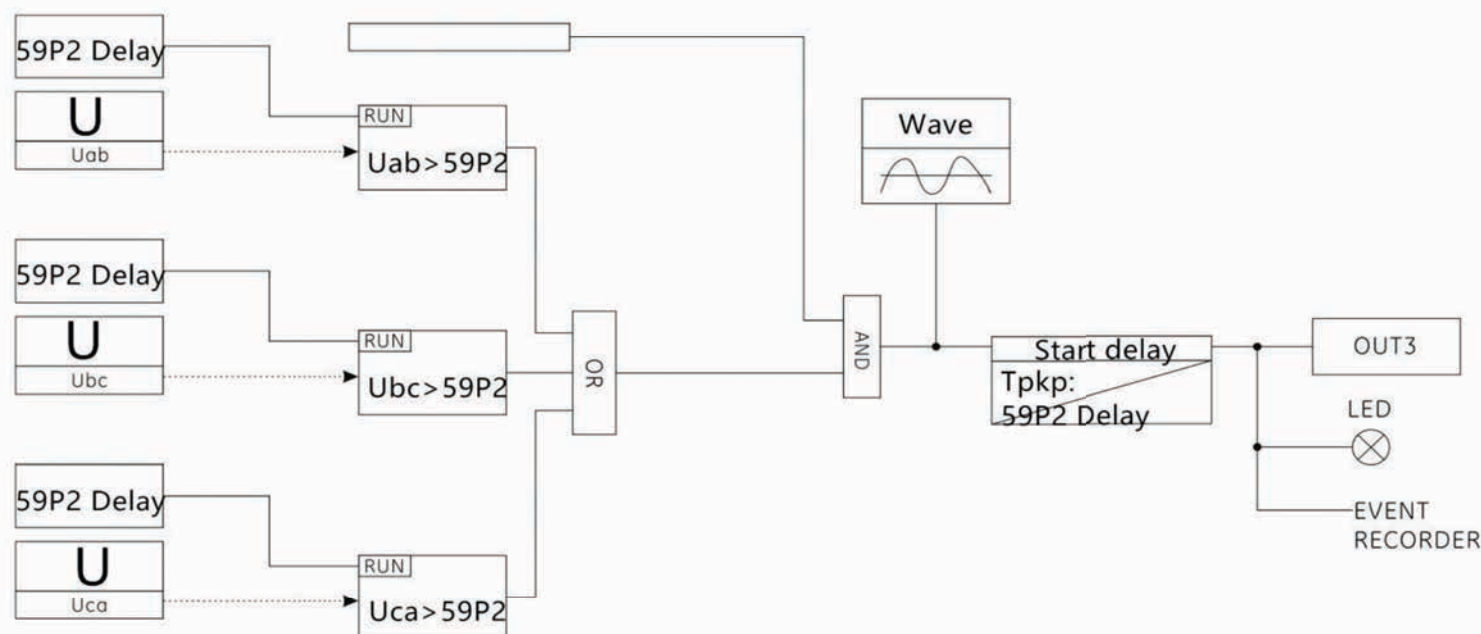 59P2 Delay
U
Uab
RUN
Uab>59P2
59P2 Delay
U
Ubc
RUN
Ubc>59P2
59P2 Delay
U
Uca
RUN
Uca>59P2
OR
AND
Wave
Start delay
Tpkp:
59P2 Delay
OUT3
LED
EVENT
RECORDER